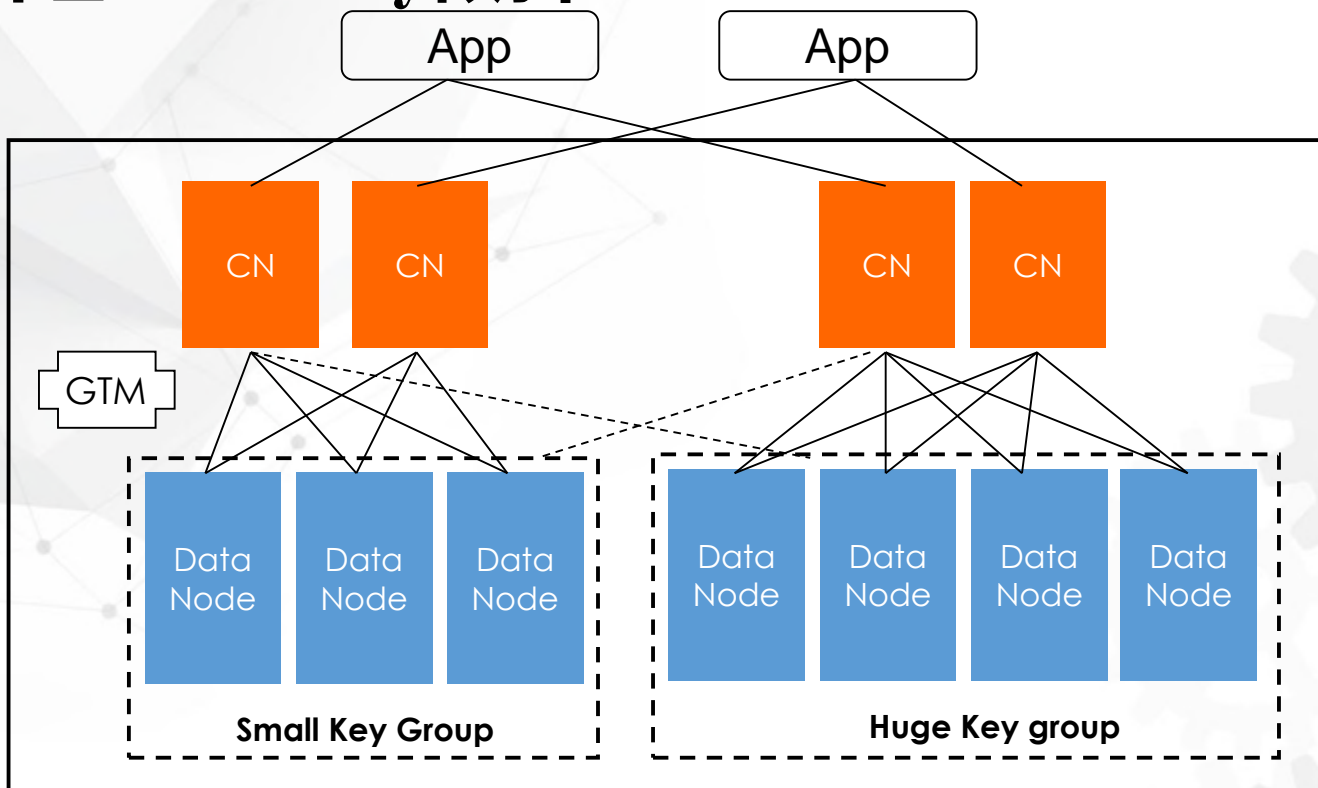 App
App
CN
CN
CN
CN
GTM
Data
Node
Data
Node
Data
Node
Data
Node
Data
Node
Data
Node
Data
Node
Small Key Group
Huge Key group